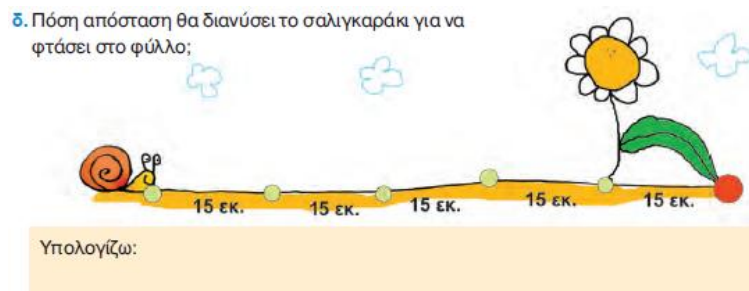 δ. Πόση απόσταση θα διανύσει το σαλιγκαράκι για να
φτάσει στο φύλλο;
15 εκ. 15 εκ. 15 εκ. 15 εκ. 15 εκ.
Υπολογίζω: